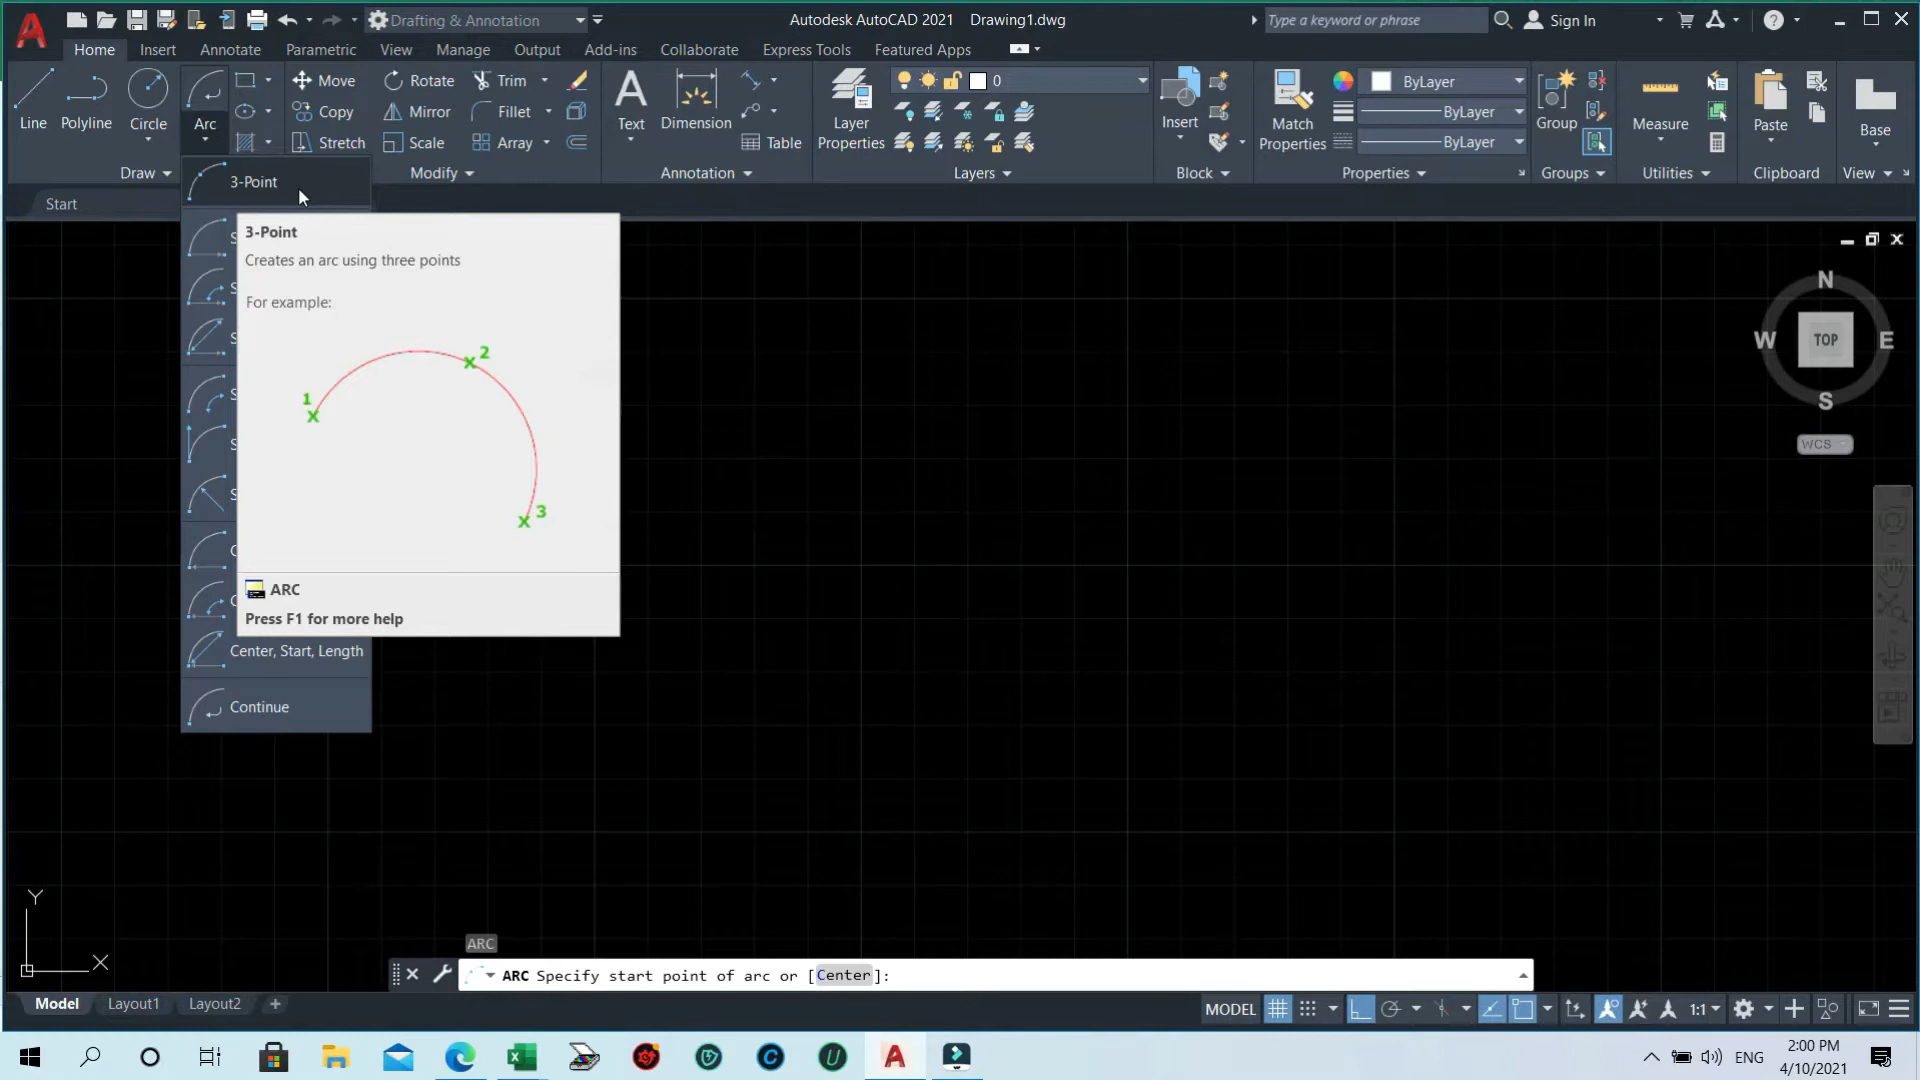 Drafting & Annotation
Autodesk AutoCAD 2021 Drawing1.dwg
Type a keyword or phrase
Sign In
Home Insert Annotate Parametric View Manage Output Add-ins Collaborate Express Tools Featured Apps
Line
Polyline
Circle
Arc
Move
Copy
Stretch
Rotate
Mirror
Scale
Trim
Fillet
Array
Text
Dimension
Table
Layer
Properties
0
Insert
Match
Properties
ByLayer
ByLayer
ByLayer
Group
Measure
Paste
Base
Draw Modify Annotation Layers Block Properties Groups Utilities Clipboard View
Start
3-Point
3-Point
Creates an arc using three points
For example:
1
2
3
ARC
Press F1 for more help
Center, Start, Length
Continue
N
W TOP E
S
WCS
Y
X
ARC
ARC Specify start point of arc or [Center]:
Model Layout1 Layout2
MODEL 1:1
ENG
2:00 PM
4/10/2021